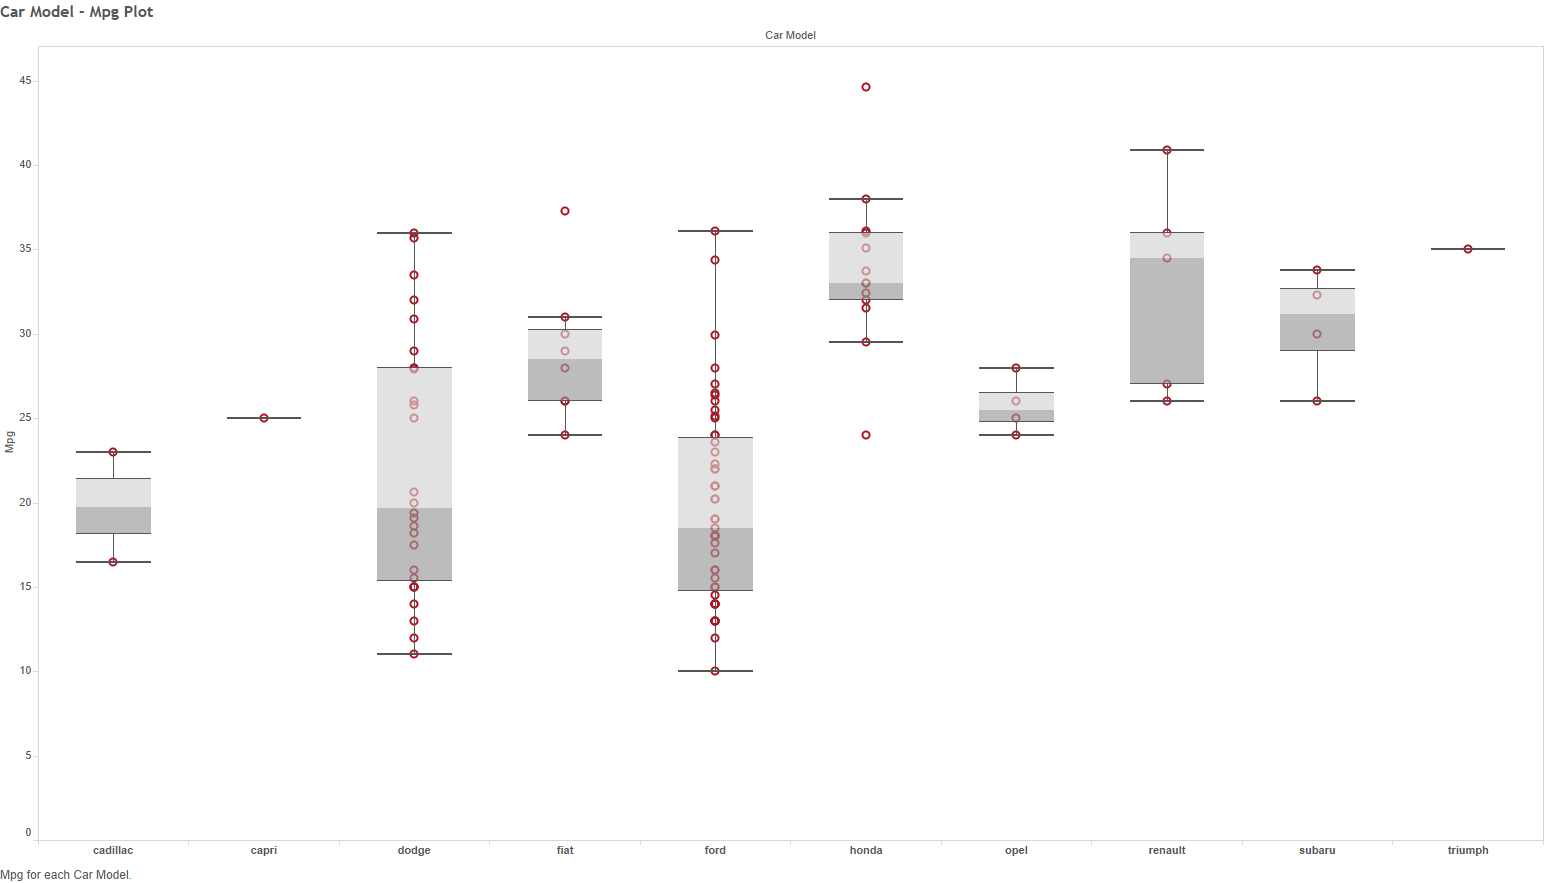 Car Model - Mpg Plot
Car Model
45
40
35
30
25
20
15
10
5
0
Mpg
cadillac capri dodge fiat ford honda opel renault subaru triumph
Mpg for each Car Model.